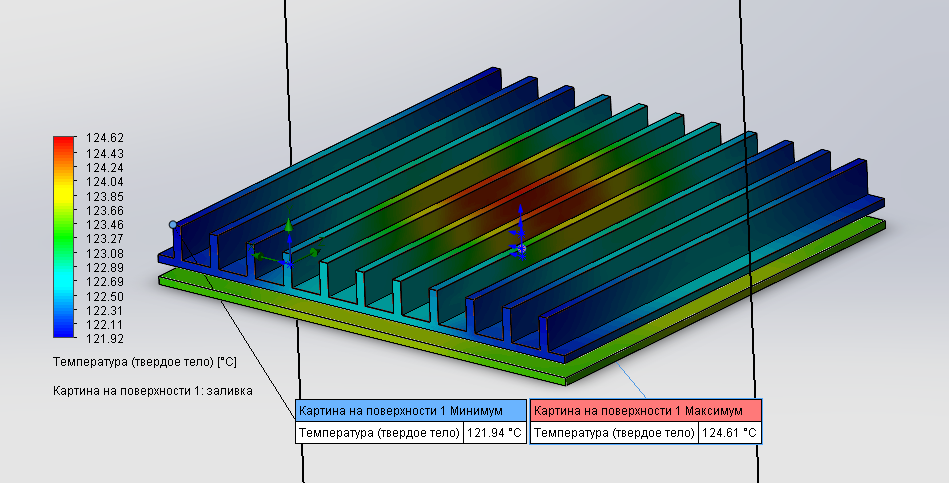 124.62
124.43
124.24
124.04
123.85
123.66
123.46
123.27
123.08
122.89
122.69
122.50
122.31
122.11
121.92
Температура (твердое тело) [°C]
Картина на поверхности 1: заливка
Картина на поверхности 1 Минимум
Температура (твердое тело) 121.94 °C
Картина на поверхности 1 Максимум
Температура (твердое тело) 124.61 °C